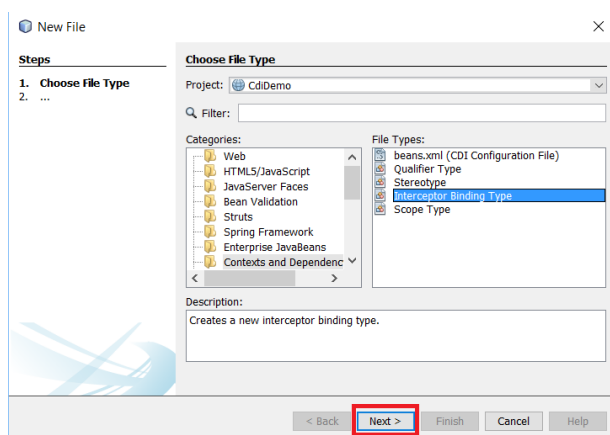 New File
Steps
1. Choose File Type
2. ...
Choose File Type
Project: CdiDemo
Filter:
Categories:
Web
HTML5/JavaScript
JavaServer Faces
Bean Validation
Struts
Spring Framework
Enterprise JavaBeans
Contexts and Dependenc
File Types:
beans.xml (CDI Configuration File)
Qualifier Type
Stereotype
Interceptor Binding Type
Scope Type
Description:
Creates a new interceptor binding type.
< Back Next > Finish Cancel Help